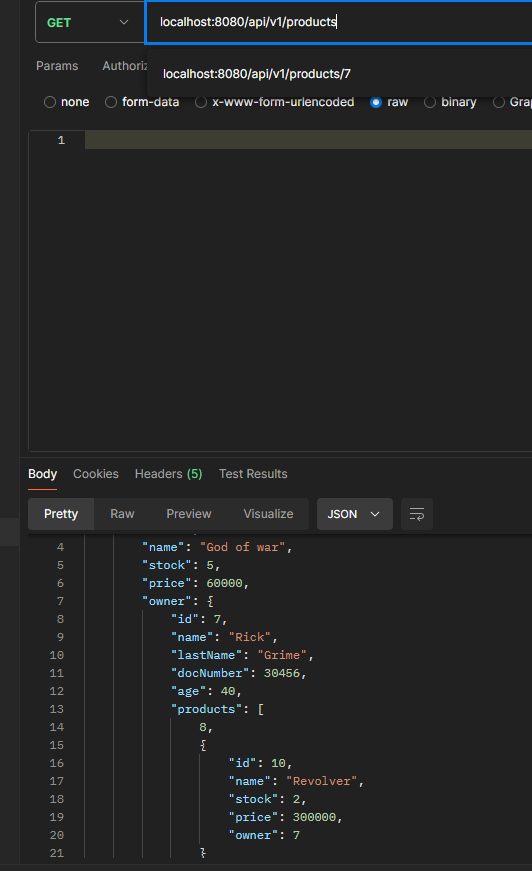 GET localhost:8080/api/v1/products
Params Authoriz
localhost:8080/api/v1/products/7
none form-data x-www-form-urlencoded raw binary Gra
1
Body Cookies Headers (5) Test Results
Pretty Raw Preview Visualize JSON
4 "name": "God of war",
5 "stock": 5,
6 "price": 60000,
7 "owner": {
8 "id": 7,
9 "name": "Rick",
10 "lastName": "Grime",
11 "docNumber": 30456,
12 "age": 40,
13 "products": [
14 8,
15 {
16 "id": 10,
17 "name": "Revolver",
18 "stock": 2,
19 "price": 300000,
20 "owner": 7
21 }